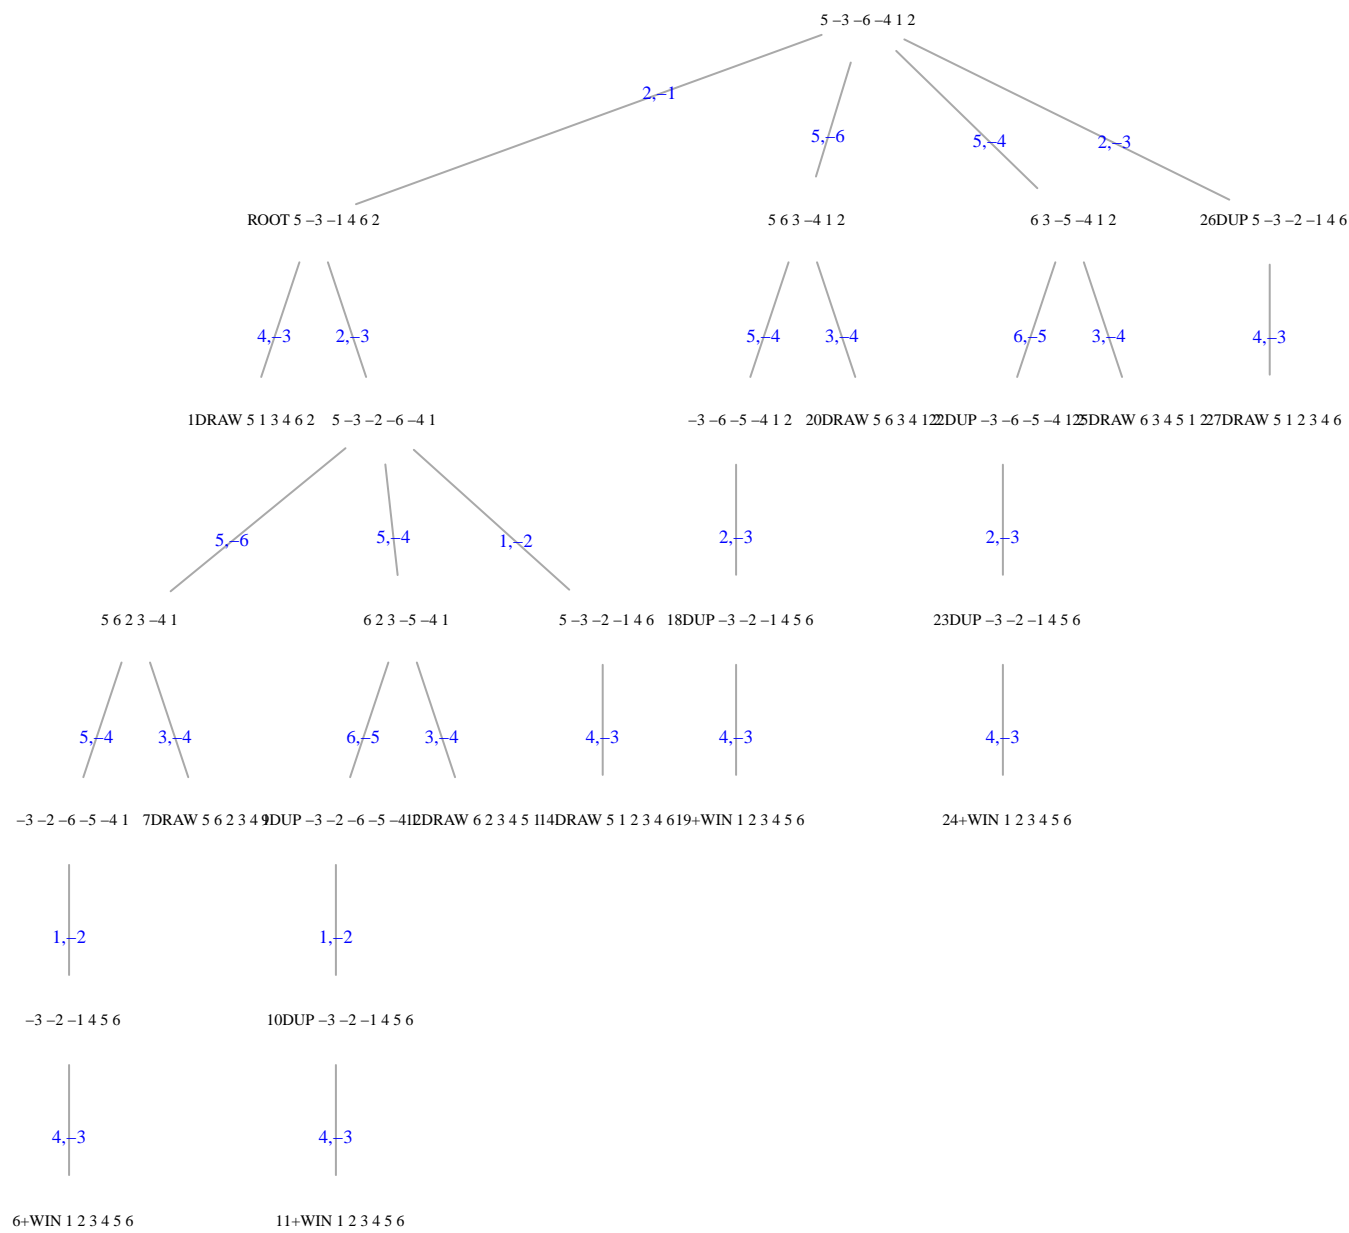 5 –3 –6 –4 1 2
2,–1
5,–6
5,–4
2,–3
ROOT 5 –3 –1 4 6 2
5 6 3 –4 1 2
6 3 –5 –4 1 2
26DUP 5 –3 –2 –1 4 6
4,–3
2,–3
5,–4
3,–4
6,–5
3,–4
4,–3
1DRAW 5 1 3 4 6 2
5 –3 –2 –6 –4 1
–3 –6 –5 –4 1 2
20DRAW 5 6 3 4 1 2
22DUP –3 –6 –5 –4 1 2
25DRAW 6 3 4 5 1 2
27DRAW 5 1 2 3 4 6
5,–6
5,–4
1,–2
2,–3
2,–3
5 6 2 3 –4 1
6 2 3 –5 –4 1
5 –3 –2 –1 4 6
18DUP –3 –2 –1 4 5 6
23DUP –3 –2 –1 4 5 6
5,–4
3,–4
6,–5
3,–4
4,–3
4,–3
4,–3
–3 –2 –6 –5 –4 1
7DRAW 5 6 2 3 4 1
9DUP –3 –2 –6 –5 –4 1
12DRAW 6 2 3 4 5 1
14DRAW 5 1 2 3 4 6
19+WIN 1 2 3 4 5 6
24+WIN 1 2 3 4 5 6
1,–2
1,–2
–3 –2 –1 4 5 6
10DUP –3 –2 –1 4 5 6
4,–3
4,–3
6+WIN 1 2 3 4 5 6
11+WIN 1 2 3 4 5 6